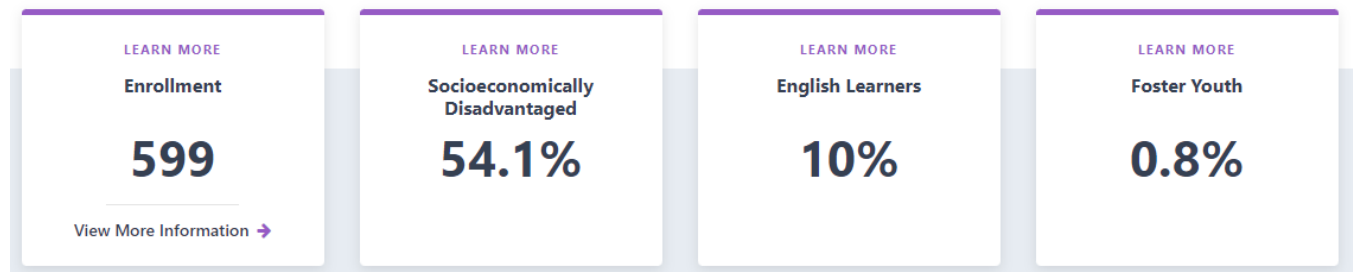 LEARN MORE
Enrollment
599
View More Information
LEARN MORE
Socioeconomically
Disadvantaged
54.1%
LEARN MORE
English Learners
10%
LEARN MORE
Foster Youth
0.8%